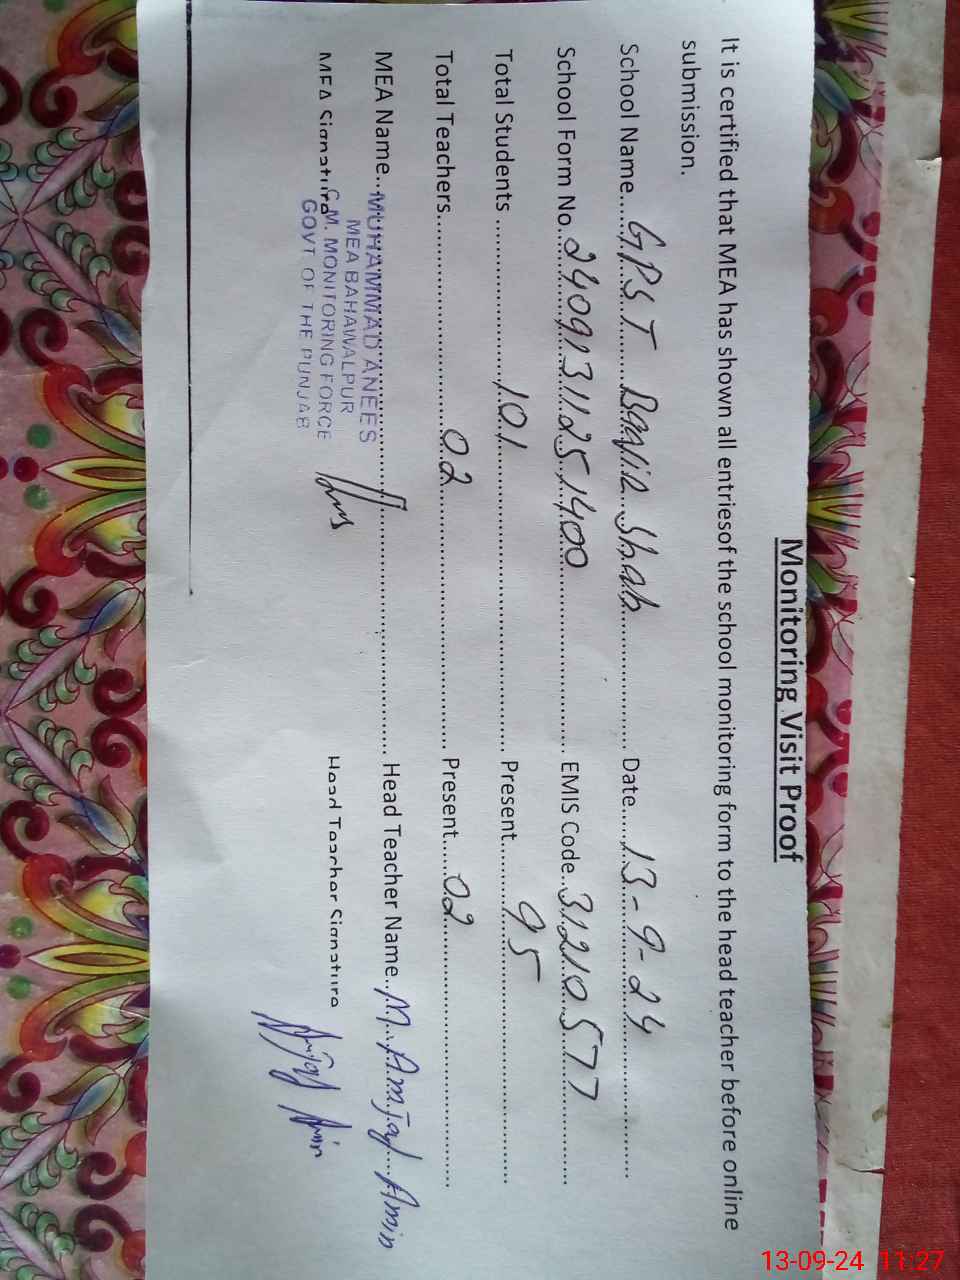 Monitoring Visit Proof
It is certified that MEA has shown all entriesof the school monitoring form to the head teacher before online
submission.
School Name.....G.P.S.T.....Shah............... Date.......13-9-24...............
School Form No..24091311251400............... EMIS Code..31210577............
Total Students ....................101............... Present..........95...............
Total Teachers....................02............... Present.....02...............
MEA Name...MUHAMMAD ANEES............... Head Teacher Name..M. Amjad Amin
MEA BAHAWALPUR
MEA Signature C.M. MONITORING FORCE Head Teacher Signature Amjad Amin
GOVT. OF THE PUNJAB
13-09-24 11:27